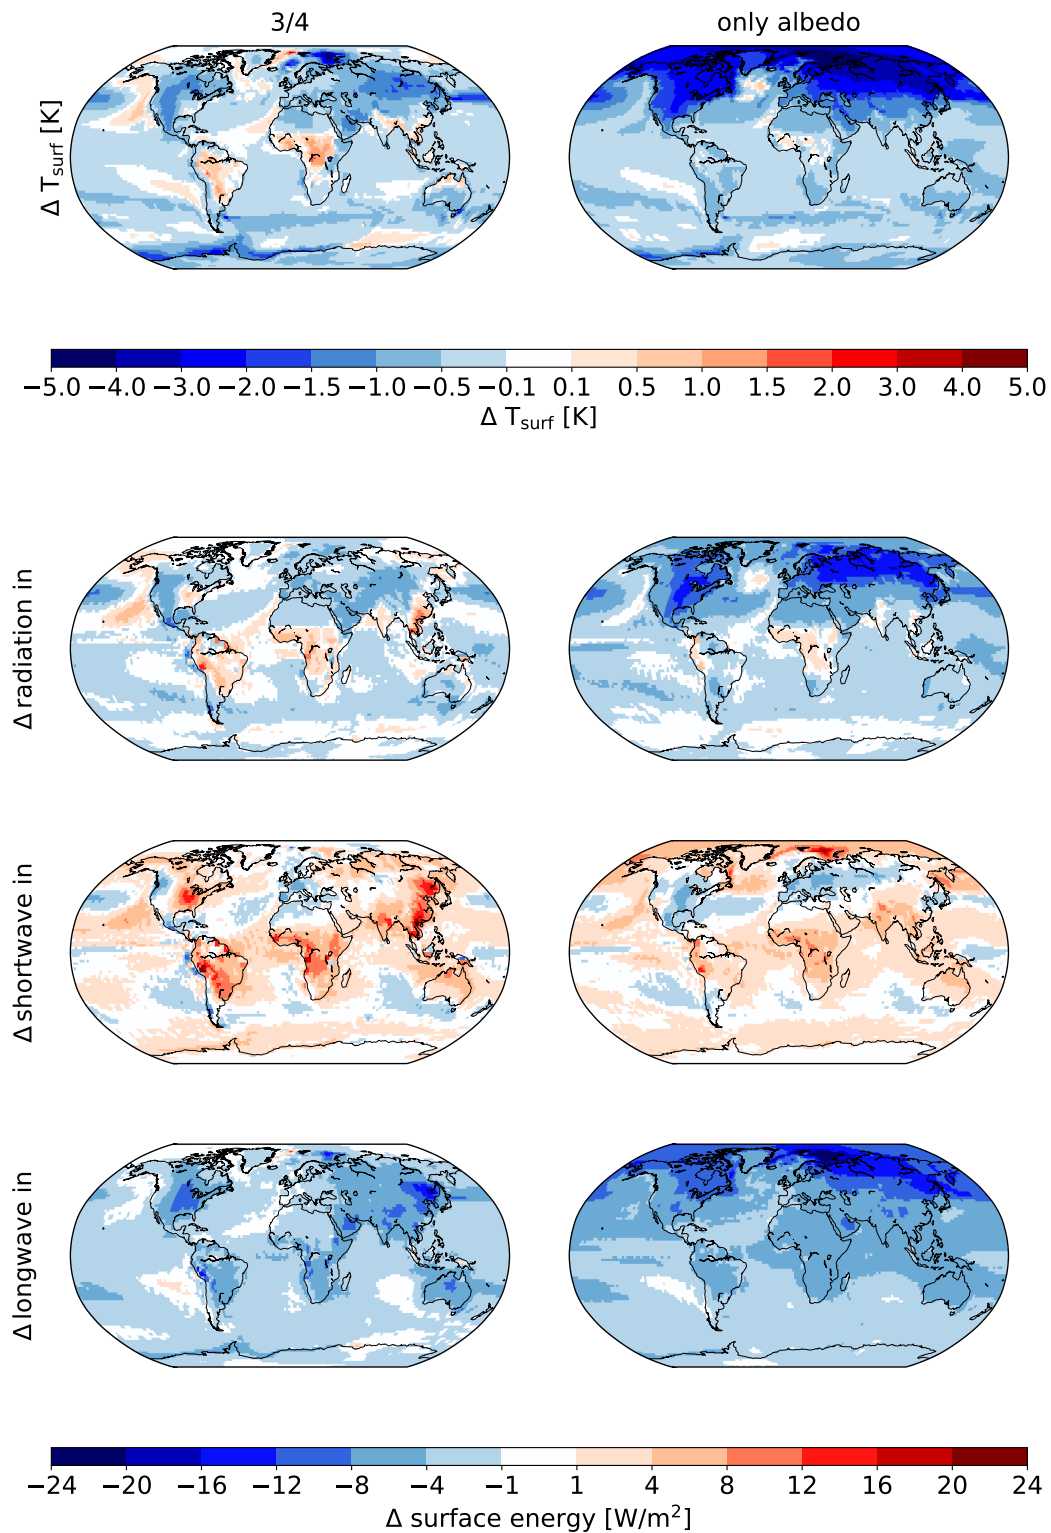 3/4
only albedo
Δ T_surf [K]
−5.0 −4.0 −3.0 −2.0 −1.5 −1.0 −0.5 −0.1 0.1 0.5 1.0 1.5 2.0 3.0 4.0 5.0
Δ T_surf [K]
Δ radiation in
Δ shortwave in
Δ longwave in
−24 −20 −16 −12 −8 −4 −1 1 4 8 12 16 20 24
Δ surface energy [W/m²]